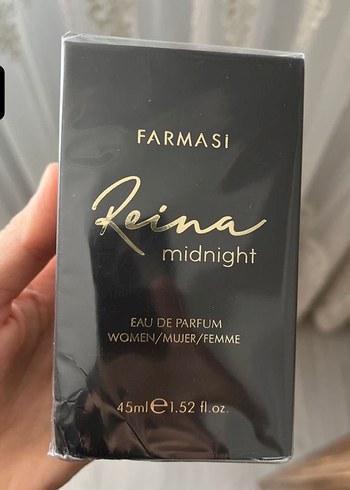 FARMASİ
Reina
midnight
EAU DE PARFUM
WOMEN/MUJER/FEMME
45ml ℮ 1.52 fl.oz.